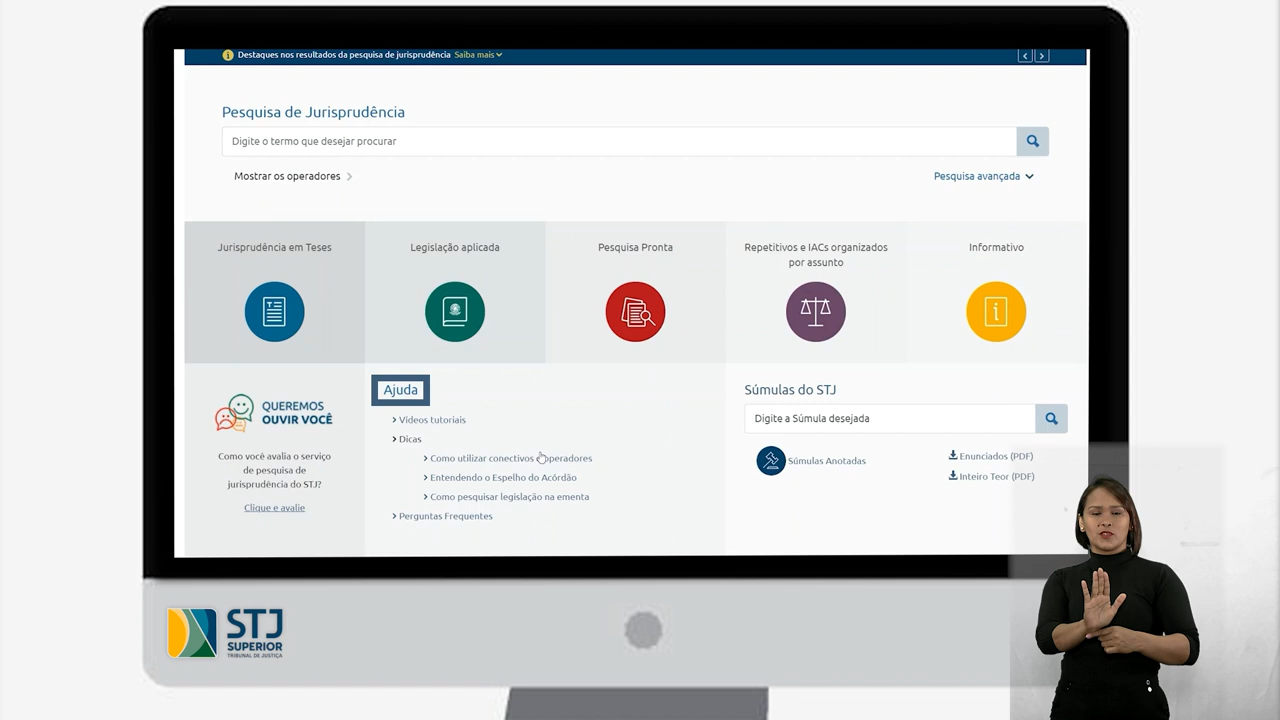 Destaques nos resultados da pesquisa de jurisprudência Saiba mais
Pesquisa de Jurisprudência
Digite o termo que desejar procurar
Mostrar os operadores
Pesquisa avançada
Jurisprudência em Teses
Legislação aplicada
Pesquisa Pronta
Repetitivos e IACs organizados
por assunto
Informativo
QUEREMOS
OUVIR VOCÊ
Como você avalia o serviço
de pesquisa de
jurisprudência do STJ?
Clique e avalie
Ajuda
Vídeos tutoriais
Dicas
Como utilizar conectivos e operadores
Entendendo o Espelho do Acórdão
Como pesquisar legislação na ementa
Perguntas Frequentes
Súmulas do STJ
Digite a Súmula desejada
Súmulas Anotadas
Enunciados (PDF)
Inteiro Teor (PDF)
STJ
SUPERIOR
TRIBUNAL DE JUSTIÇA